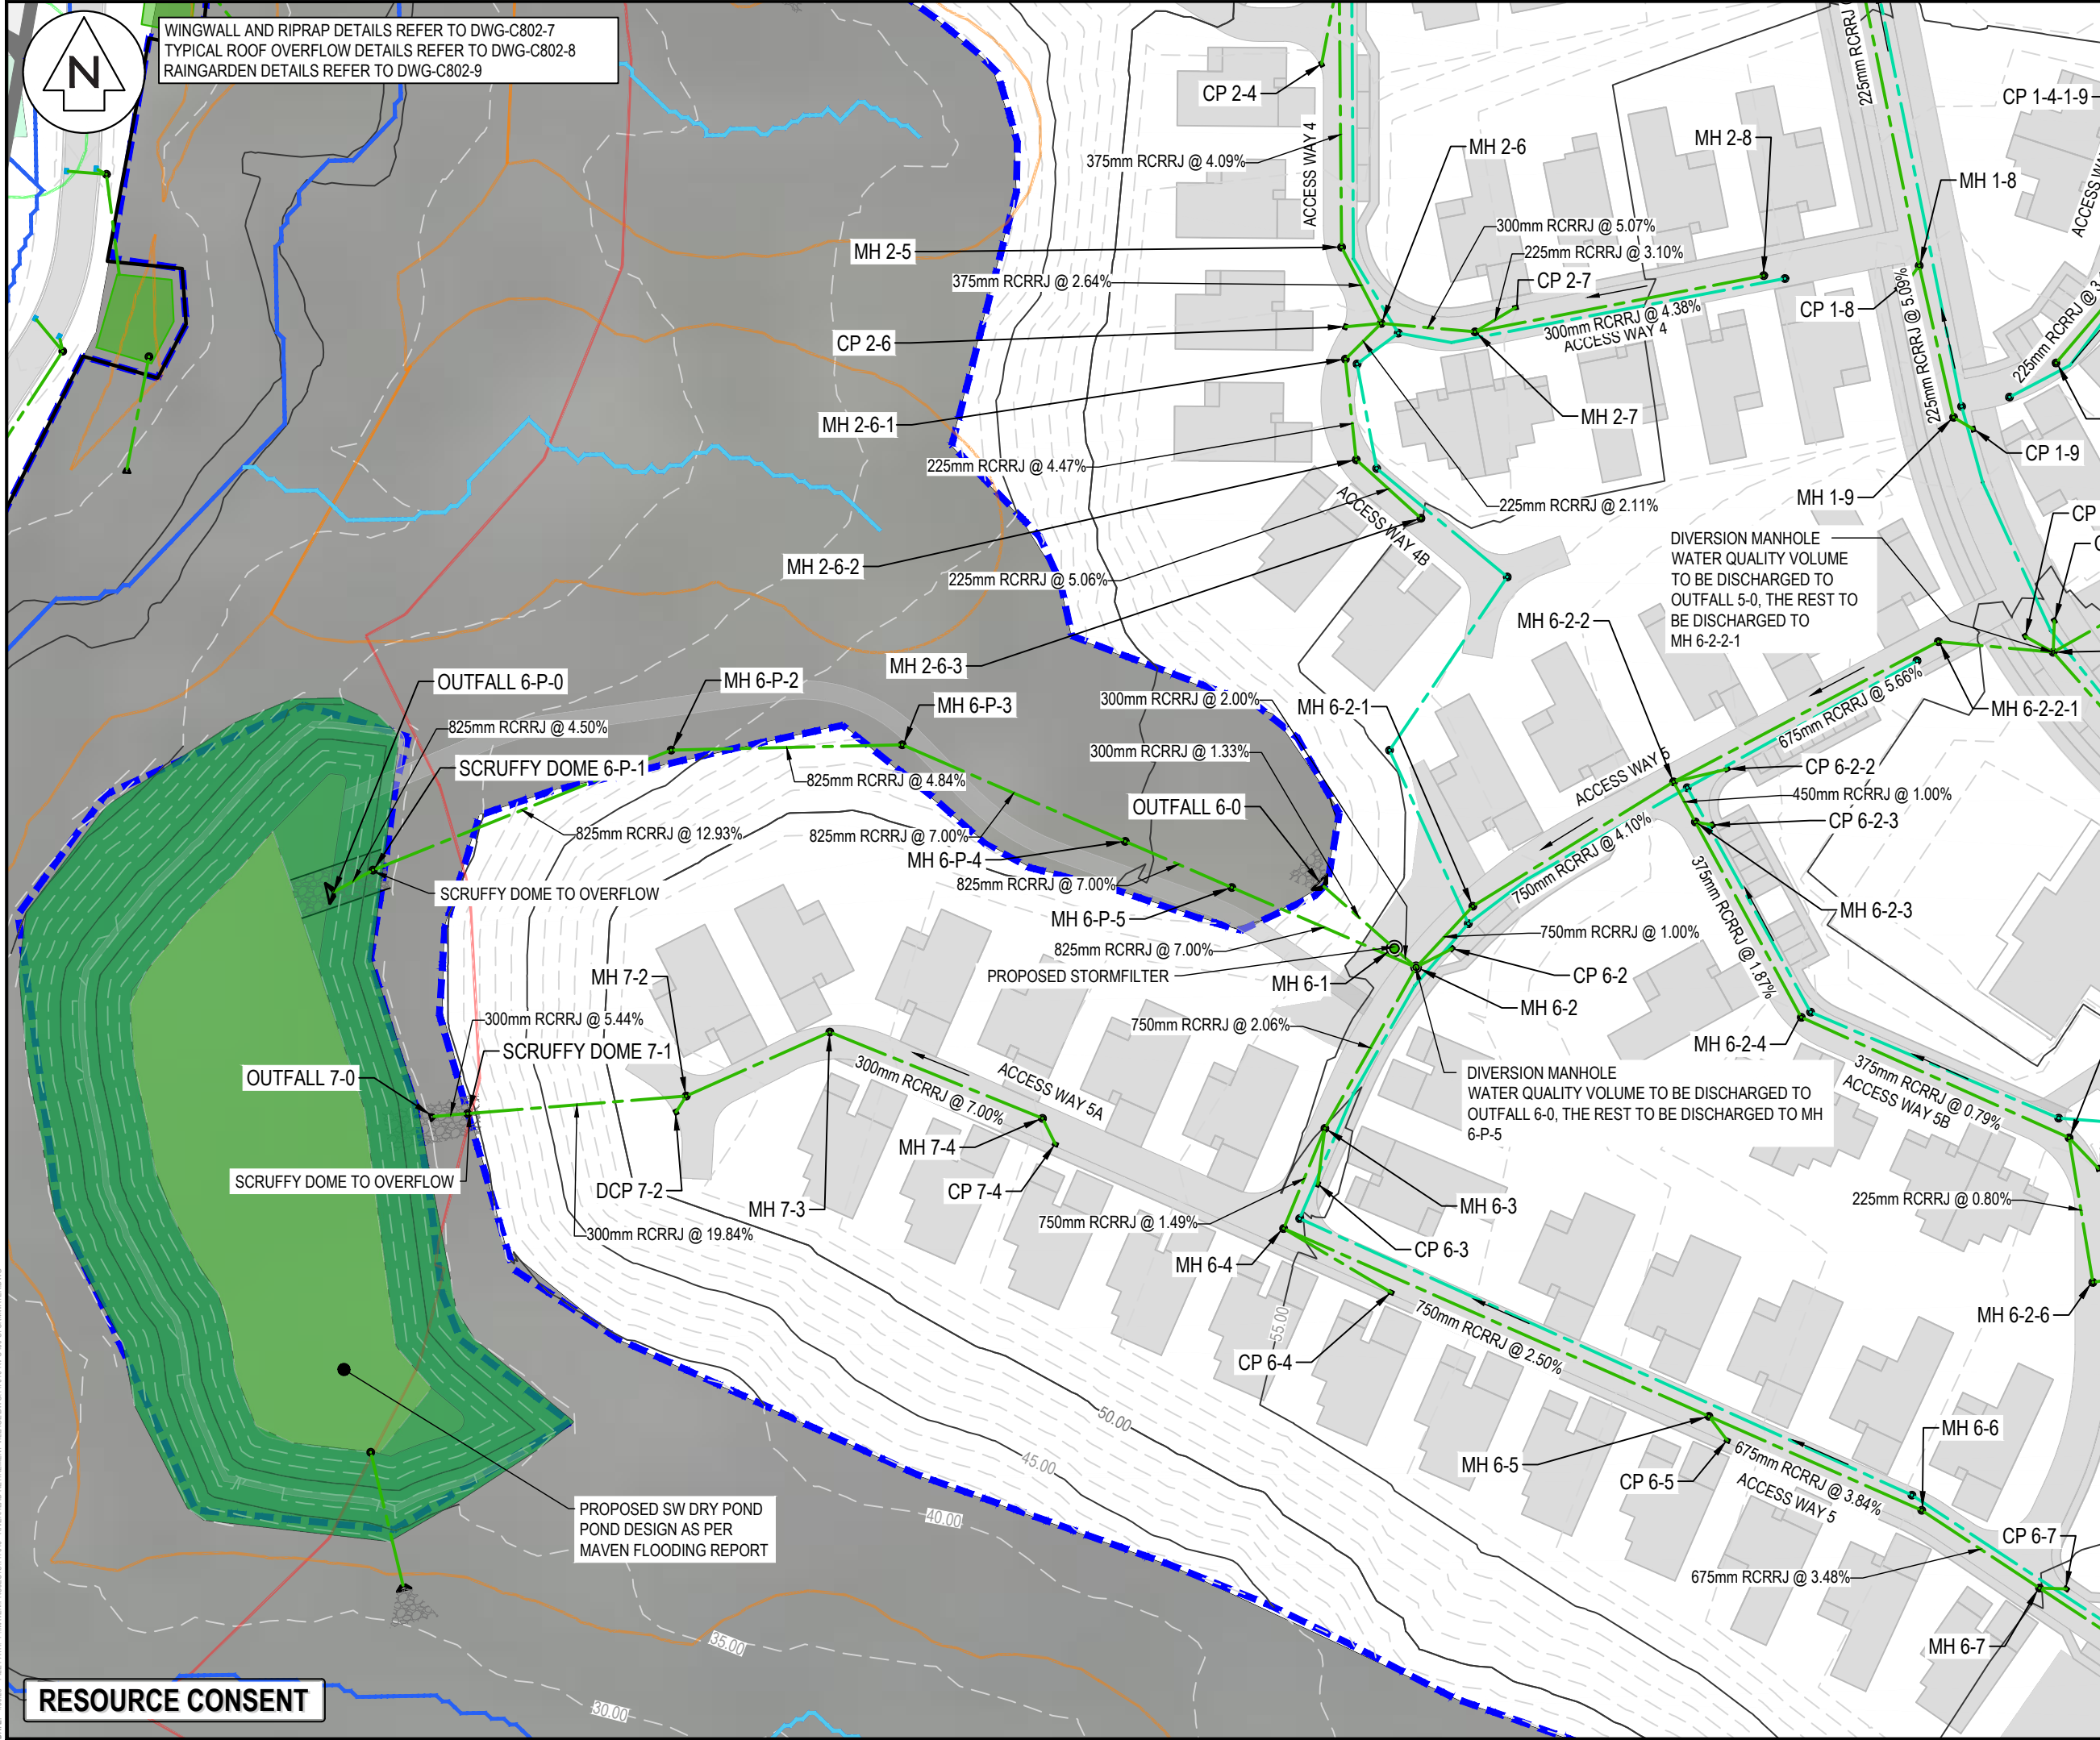 N
WINGWALL AND RIPRAP DETAILS REFER TO DWG-C802-7
TYPICAL ROOF OVERFLOW DETAILS REFER TO DWG-C802-8
RAINGARDEN DETAILS REFER TO DWG-C802-9
CP 2-4
ACCESS WAY 4
375mm RCRRJ @ 4.09%
MH 2-6
MH 2-8
225mm RCRRJ
CP 1-4-1-9
MH 1-8
ACCESS WAY
MH 2-5
300mm RCRRJ @ 5.07%
225mm RCRRJ @ 3.10%
CP 2-7
375mm RCRRJ @ 2.64%
CP 1-8
300mm RCRRJ @ 4.38%
ACCESS WAY 4
CP 2-6
225mm RCRRJ @ 5.09%
225mm RCRRJ @ 3
MH 2-6-1
MH 2-7
CP 1-9
225mm RCRRJ @ 4.47%
ACCESS WAY 4B
225mm RCRRJ @ 2.11%
MH 1-9
CP
DIVERSION MANHOLE
WATER QUALITY VOLUME
TO BE DISCHARGED TO
OUTFALL 5-0, THE REST TO
BE DISCHARGED TO
MH 6-2-2-1
MH 2-6-2
225mm RCRRJ @ 5.06%
MH 6-2-2
MH 2-6-3
OUTFALL 6-P-0
MH 6-P-2
MH 6-P-3
300mm RCRRJ @ 2.00%
MH 6-2-1
675mm RCRRJ @ 5.66%
MH 6-2-2-1
825mm RCRRJ @ 4.50%
SCRUFFY DOME 6-P-1
300mm RCRRJ @ 1.33%
ACCESS WAY 5
CP 6-2-2
825mm RCRRJ @ 4.84%
450mm RCRRJ @ 1.00%
OUTFALL 6-0
CP 6-2-3
825mm RCRRJ @ 12.93%
825mm RCRRJ @ 7.00%
750mm RCRRJ @ 4.10%
MH 6-P-4
825mm RCRRJ @ 7.00%
375mm RCRRJ @ 1.87%
SCRUFFY DOME TO OVERFLOW
MH 6-2-3
MH 6-P-5
750mm RCRRJ @ 1.00%
825mm RCRRJ @ 7.00%
PROPOSED STORMFILTER
MH 7-2
MH 6-1
CP 6-2
MH 6-2
300mm RCRRJ @ 5.44%
750mm RCRRJ @ 2.06%
MH 6-2-4
SCRUFFY DOME 7-1
OUTFALL 7-0
300mm RCRRJ @ 7.00%
ACCESS WAY 5A
DIVERSION MANHOLE
WATER QUALITY VOLUME TO BE DISCHARGED TO
OUTFALL 6-0, THE REST TO BE DISCHARGED TO MH
6-P-5
375mm RCRRJ @ 0.79%
ACCESS WAY 5B
MH 7-4
SCRUFFY DOME TO OVERFLOW
DCP 7-2
CP 7-4
MH 7-3
225mm RCRRJ @ 0.80%
MH 6-3
750mm RCRRJ @ 1.49%
300mm RCRRJ @ 19.84%
CP 6-3
MH 6-4
55.00
MH 6-2-6
750mm RCRRJ @ 2.50%
CP 6-4
50.00
MH 6-6
MH 6-5
45.00
CP 6-5
675mm RCRRJ @ 3.84%
ACCESS WAY 5
PROPOSED SW DRY POND
POND DESIGN AS PER
MAVEN FLOODING REPORT
40.00
CP 6-7
675mm RCRRJ @ 3.48%
35.00
MH 6-7
RESOURCE CONSENT
30.00